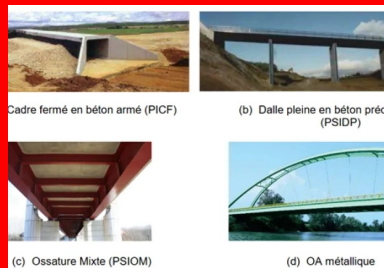 Cadre fermé en béton armé (PICF)
(b) Dalle pleine en béton préc
(PSIDP)
(c) Ossature Mixte (PSIOM)
(d) OA métallique